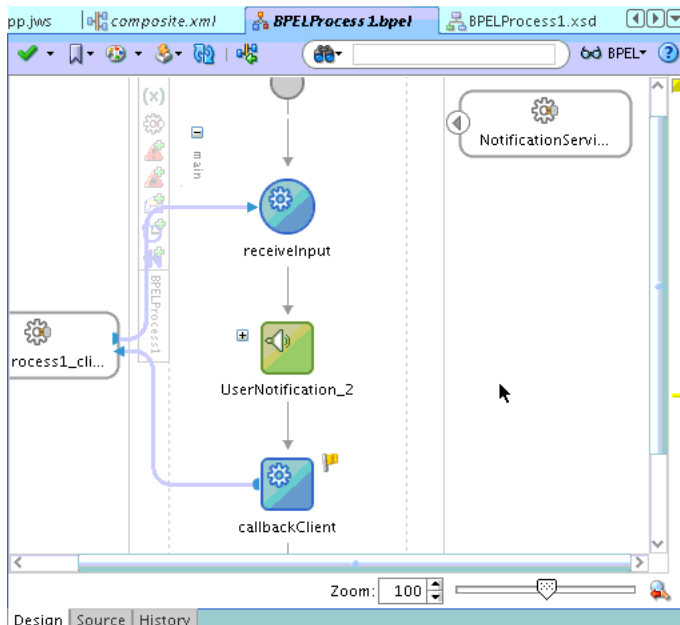 pp.jws composite.xml BPELProcess1.bpel BPELProcess1.xsd
BPEL
(x)
main
NotificationServi...
receiveInput
BPELProcess1
rocess1_cli...
UserNotification_2
callbackClient
Zoom: 100
Design Source History